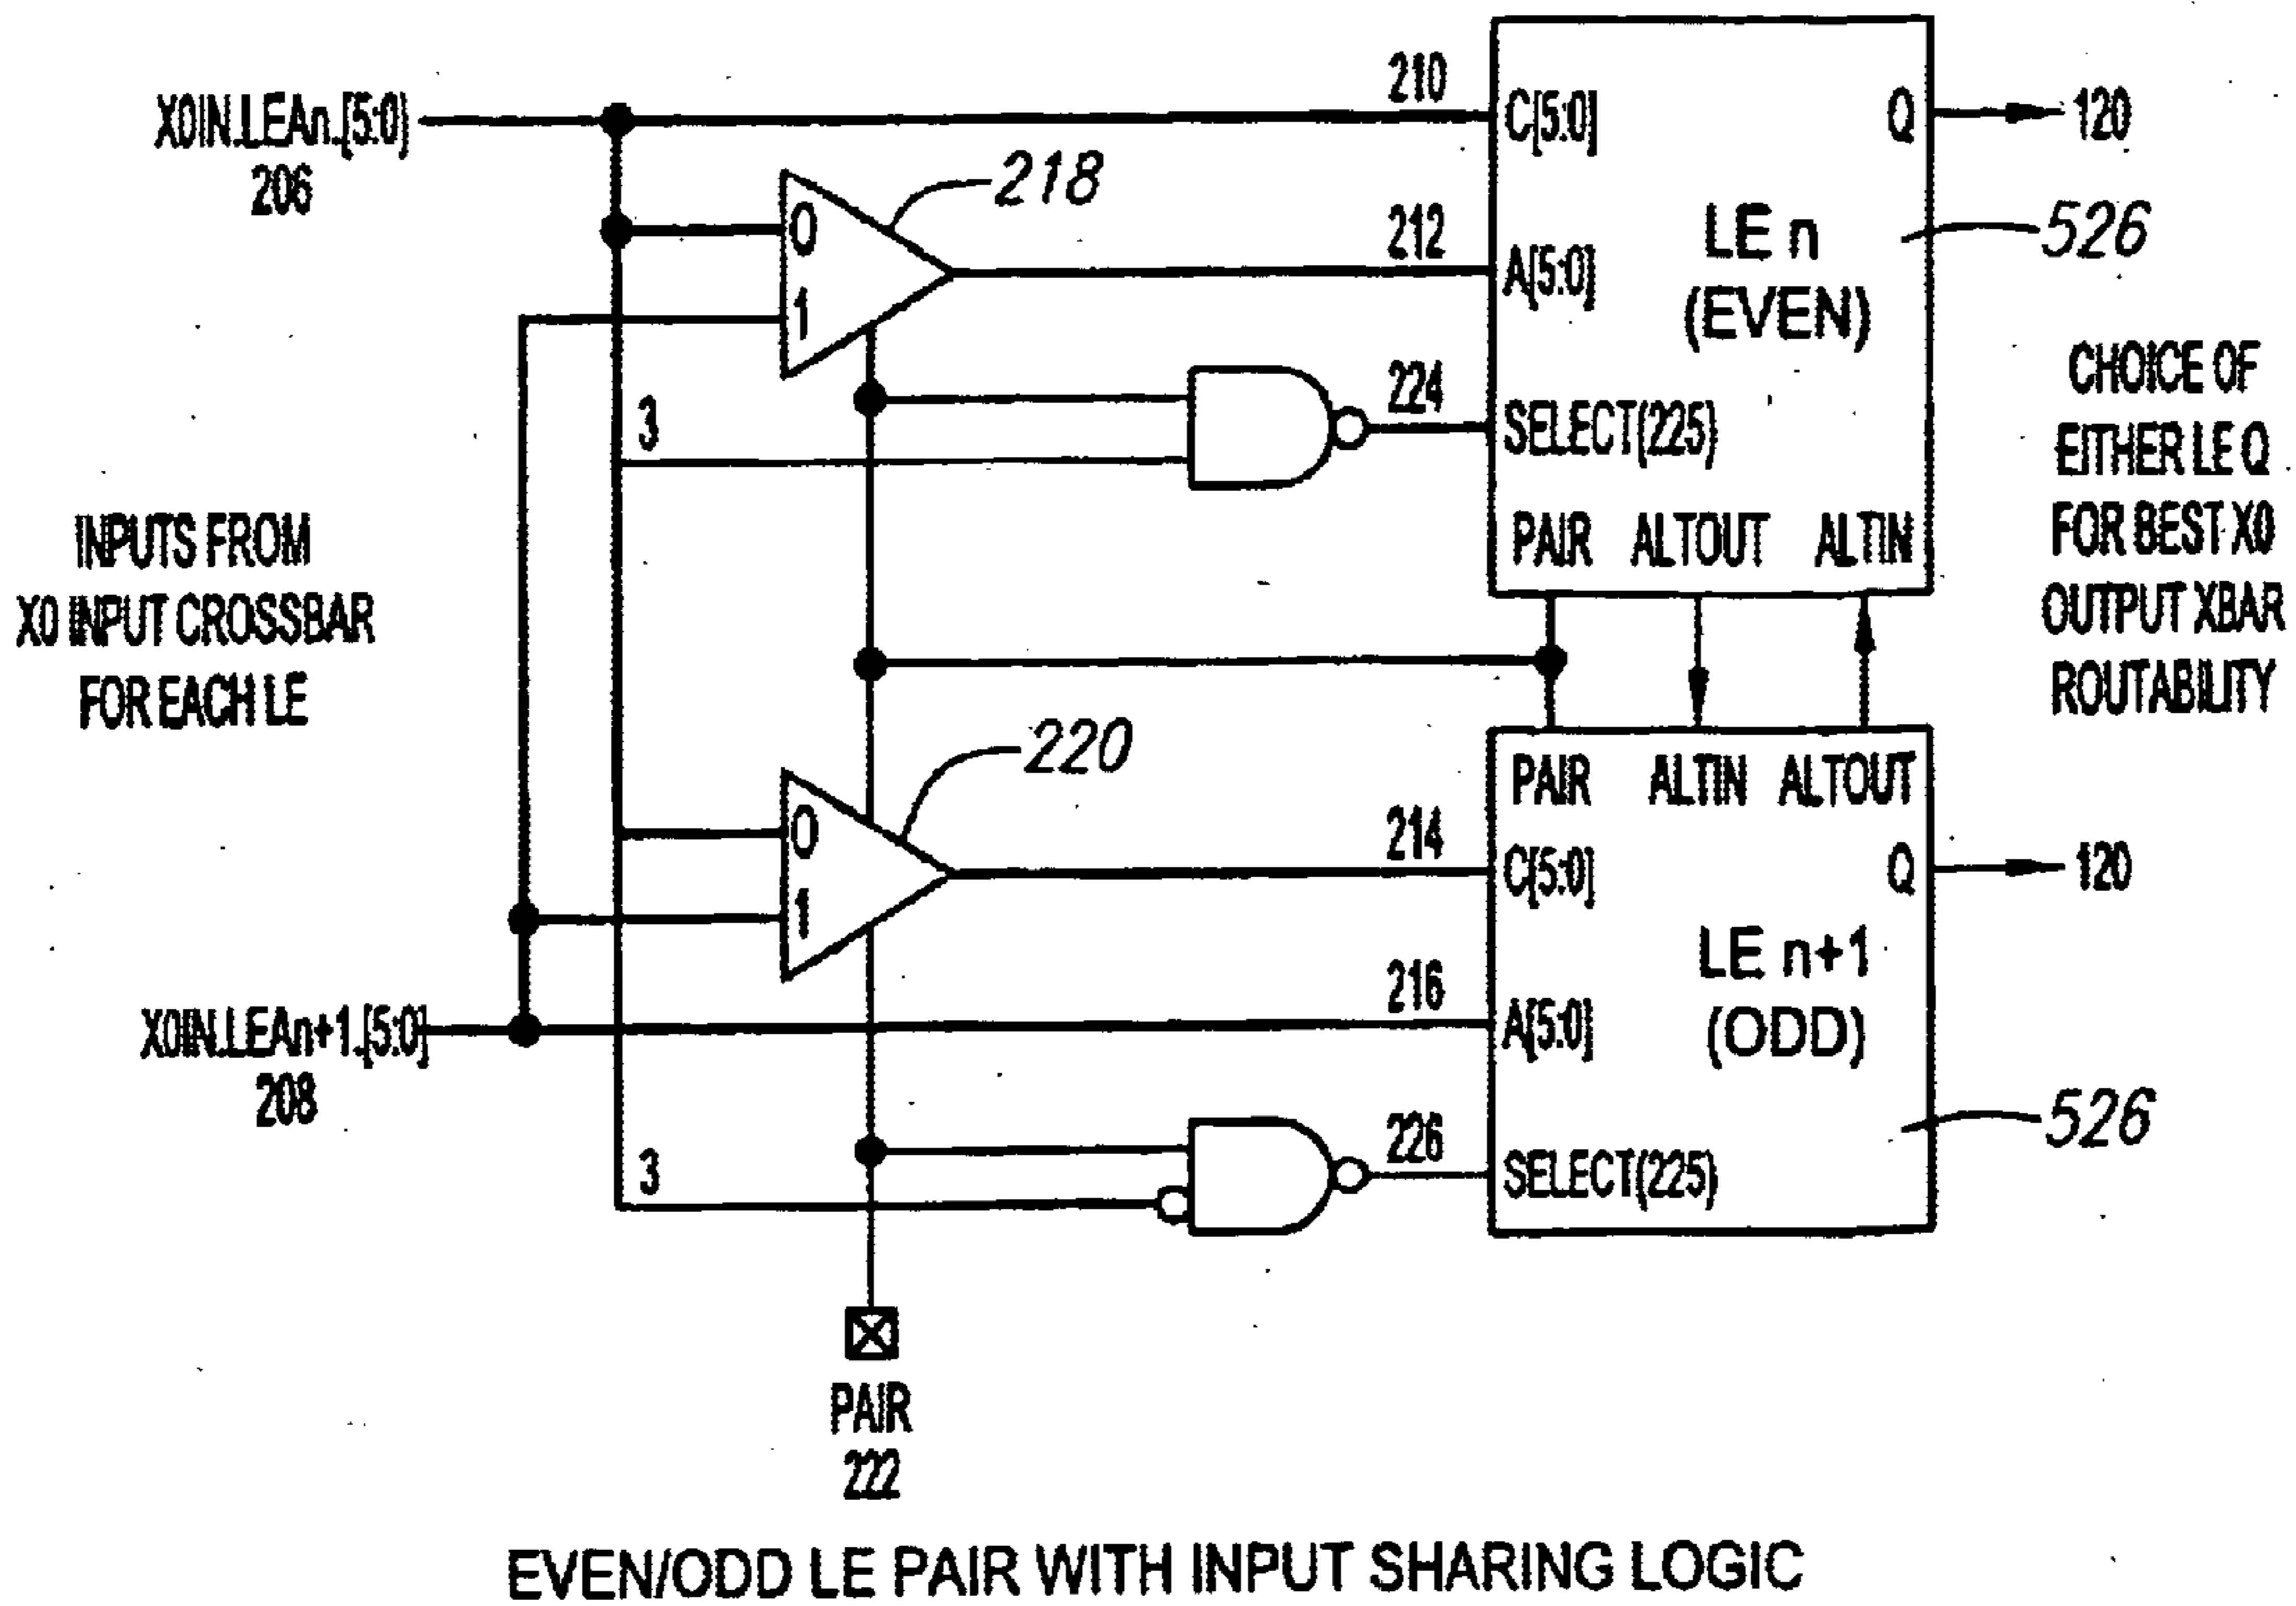 X0IN.LEAn.[5:0]
206
210
C[5:0]
Q
120
218
0
1
212
A[5:0]
LE n
(EVEN)
526
3
224
SELECT(225)
PAIR ALTOUT ALTIN
CHOICE OF
EITHER LE Q
FOR BEST X0
OUTPUT XBAR
ROUTABILITY
INPUTS FROM
X0 INPUT CROSSBAR
FOR EACH LE
220
0
1
PAIR ALTIN ALTOUT
214
C[5:0]
Q
120
X0IN.LEAn+1.[5:0]
208
216
A[5:0]
LE n+1
(ODD)
526
3
226
SELECT(225)
PAIR
222
EVEN/ODD LE PAIR WITH INPUT SHARING LOGIC